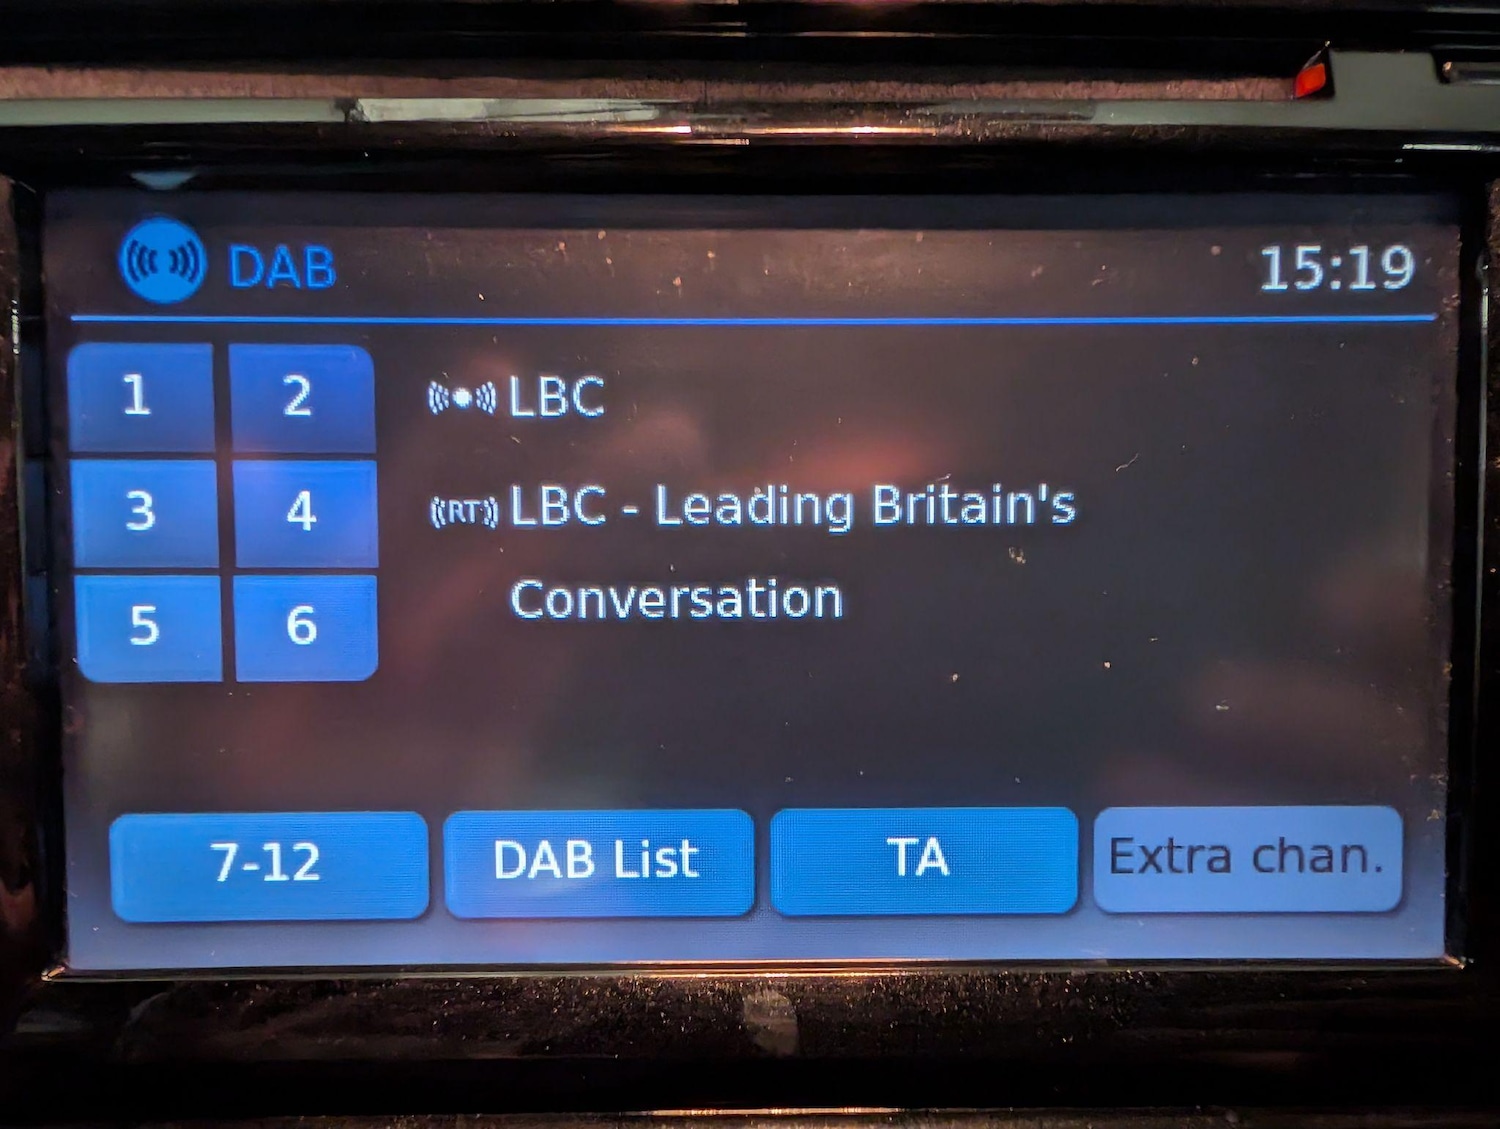 DAB
15:19
1 2
LBC
3 4
(RT) LBC - Leading Britain's
Conversation
5 6
7-12 DAB List TA Extra chan.